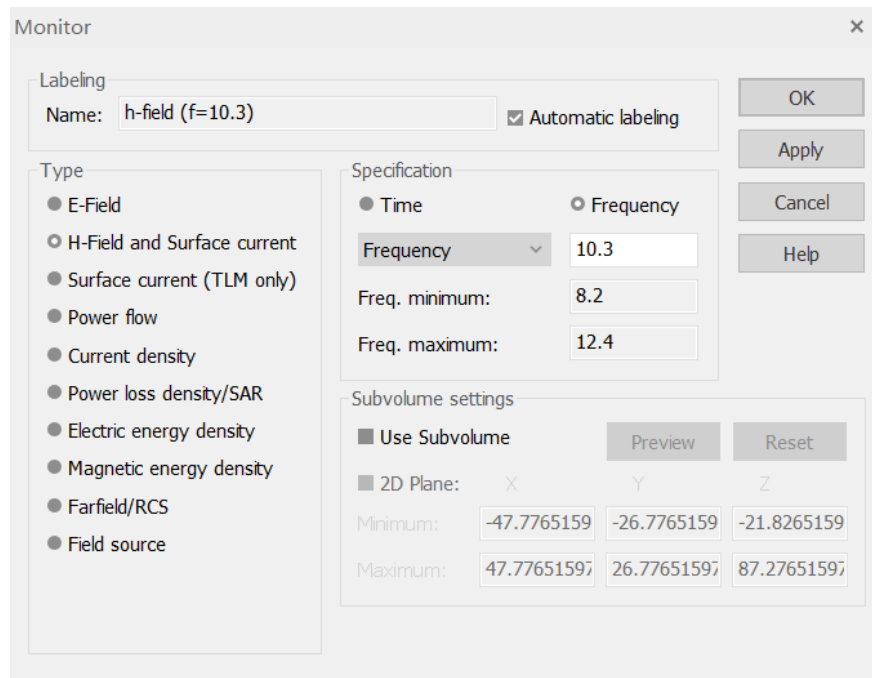 Monitor
Labeling
Name: h-field (f=10.3) Automatic labeling
OK
Apply
Cancel
Help
Type
E-Field
H-Field and Surface current
Surface current (TLM only)
Power flow
Current density
Power loss density/SAR
Electric energy density
Magnetic energy density
Farfield/RCS
Field source
Specification
Time Frequency
Frequency 10.3
Freq. minimum: 8.2
Freq. maximum: 12.4
Subvolume settings
Use Subvolume Preview Reset
2D Plane: X Y Z
Minimum: -47.7765159 -26.7765159 -21.8265159
Maximum: 47.77651597 26.77651597 87.27651597